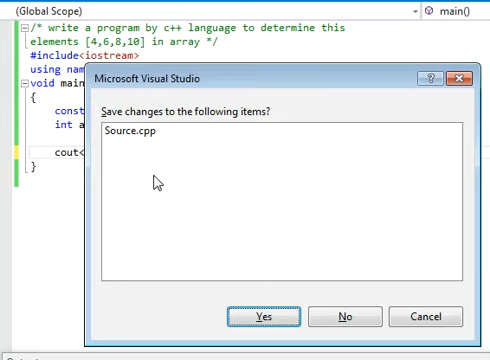 (Global Scope)
main()
/* write a program by c++ language to determine this
elements [4,6,8,10] in array */
#include<iostream>
using
void main
{
Microsoft Visual Studio
?
Save changes to the following items?
Source.cpp
int
cout<
}
Yes
No
Cancel